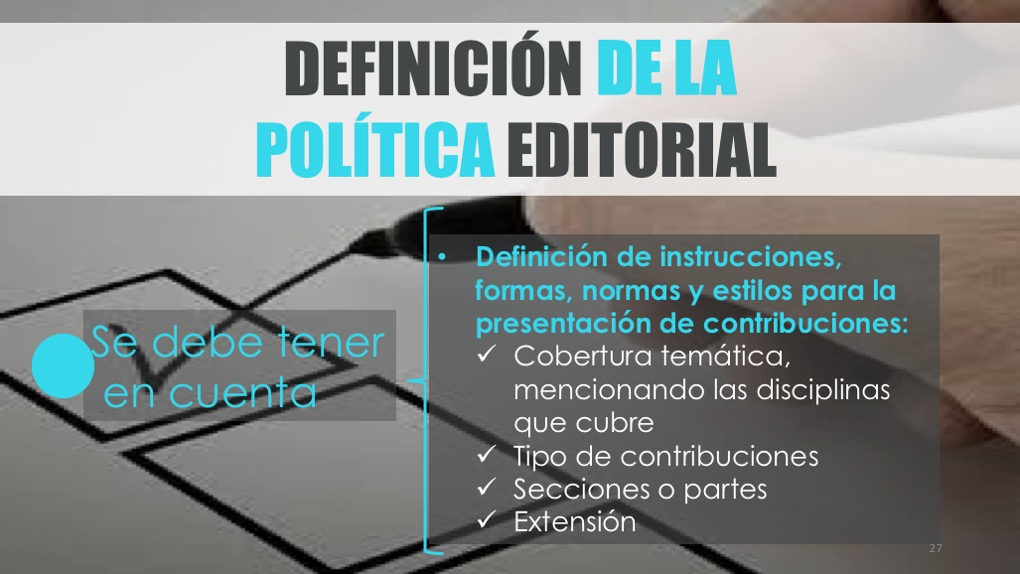 DEFINICIÓN DE LA
POLÍTICA EDITORIAL
Se debe tener
en cuenta
• Definición de instrucciones,
formas, normas y estilos para la
presentación de contribuciones:
✓ Cobertura temática,
mencionando las disciplinas
que cubre
✓ Tipo de contribuciones
✓ Secciones o partes
✓ Extensión
27